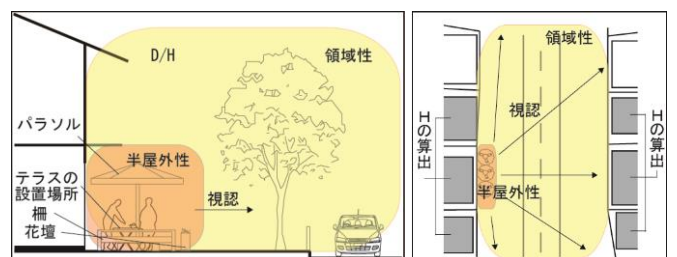 D/H
領域性
パラソル
半屋外性
テラスの
設置場所
視認
柵
花壇
領域性
視認
Hの算出
Hの算出
半屋外性